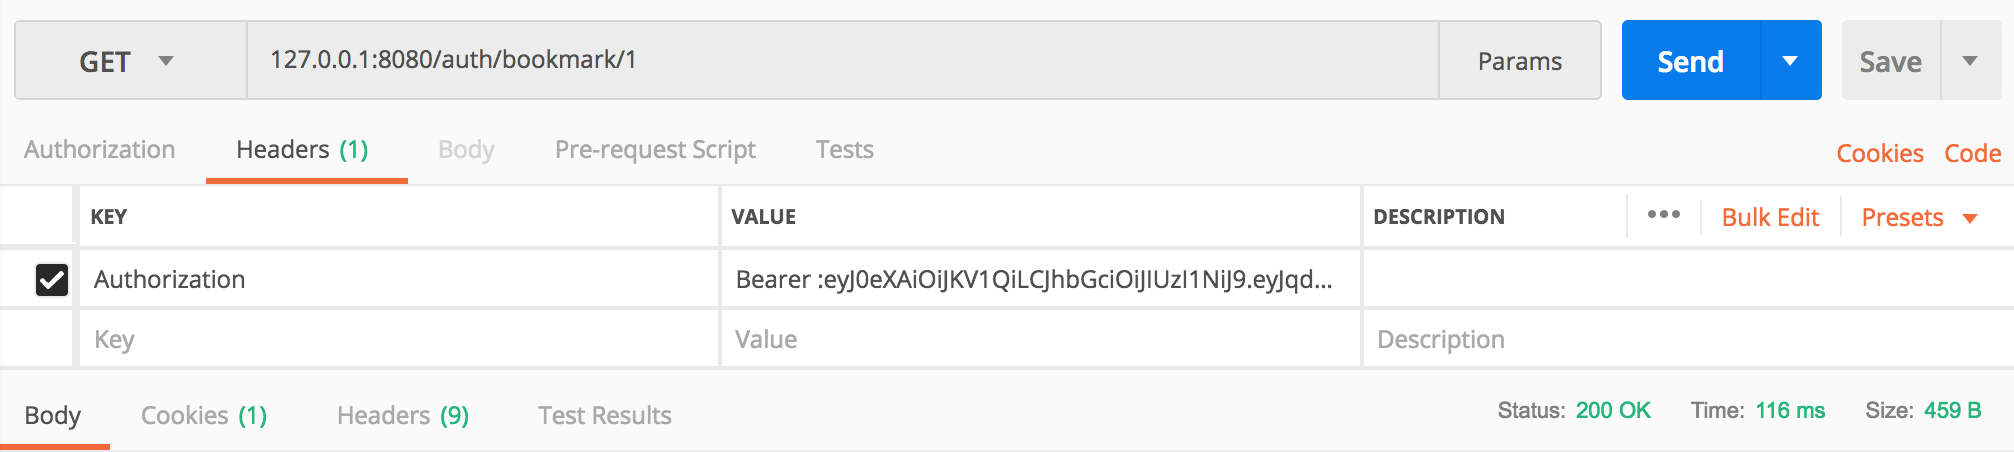 GET 127.0.0.1:8080/auth/bookmark/1 Params Send Save
Authorization Headers (1) Body Pre-request Script Tests Cookies Code
KEY VALUE DESCRIPTION ••• Bulk Edit Presets
Authorization Bearer :eyJ0eXAiOiJKV1QiLCJhbGciOiJIUzI1NiJ9.eyJqd...
Key Value Description
Body Cookies (1) Headers (9) Test Results Status: 200 OK Time: 116 ms Size: 459 B